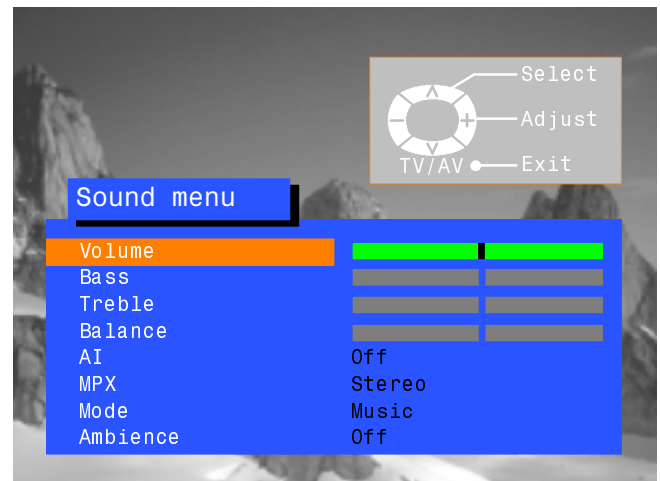 Select
Adjust
TV/AV Exit
Sound menu
Volume
Bass
Treble
Balance
AI Off
MPX Stereo
Mode Music
Ambience Off